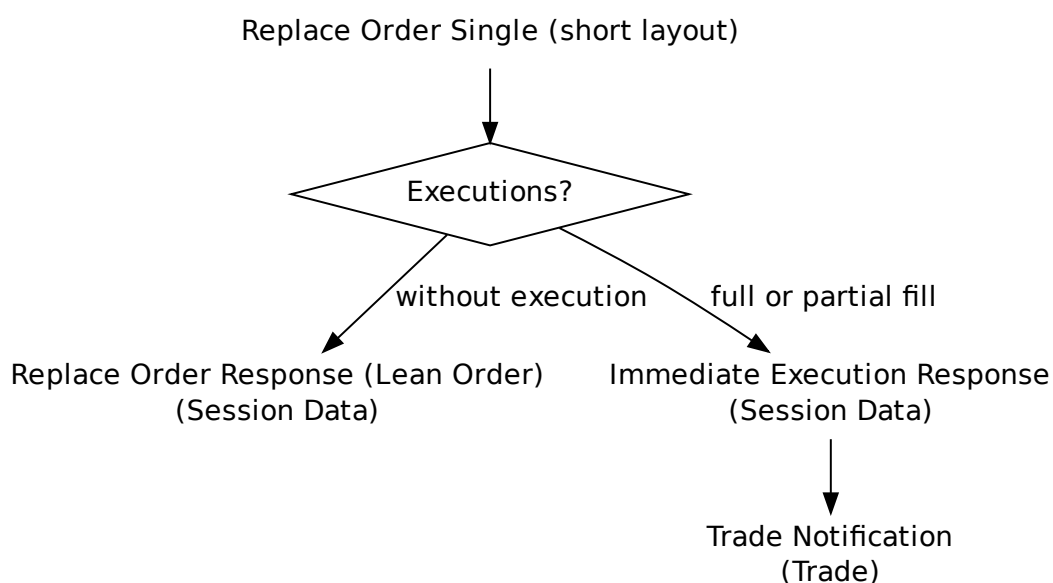 Replace Order Single (short layout)
Executions?
without execution
full or partial fill
Replace Order Response (Lean Order)
(Session Data)
Immediate Execution Response
(Session Data)
Trade Notification
(Trade)